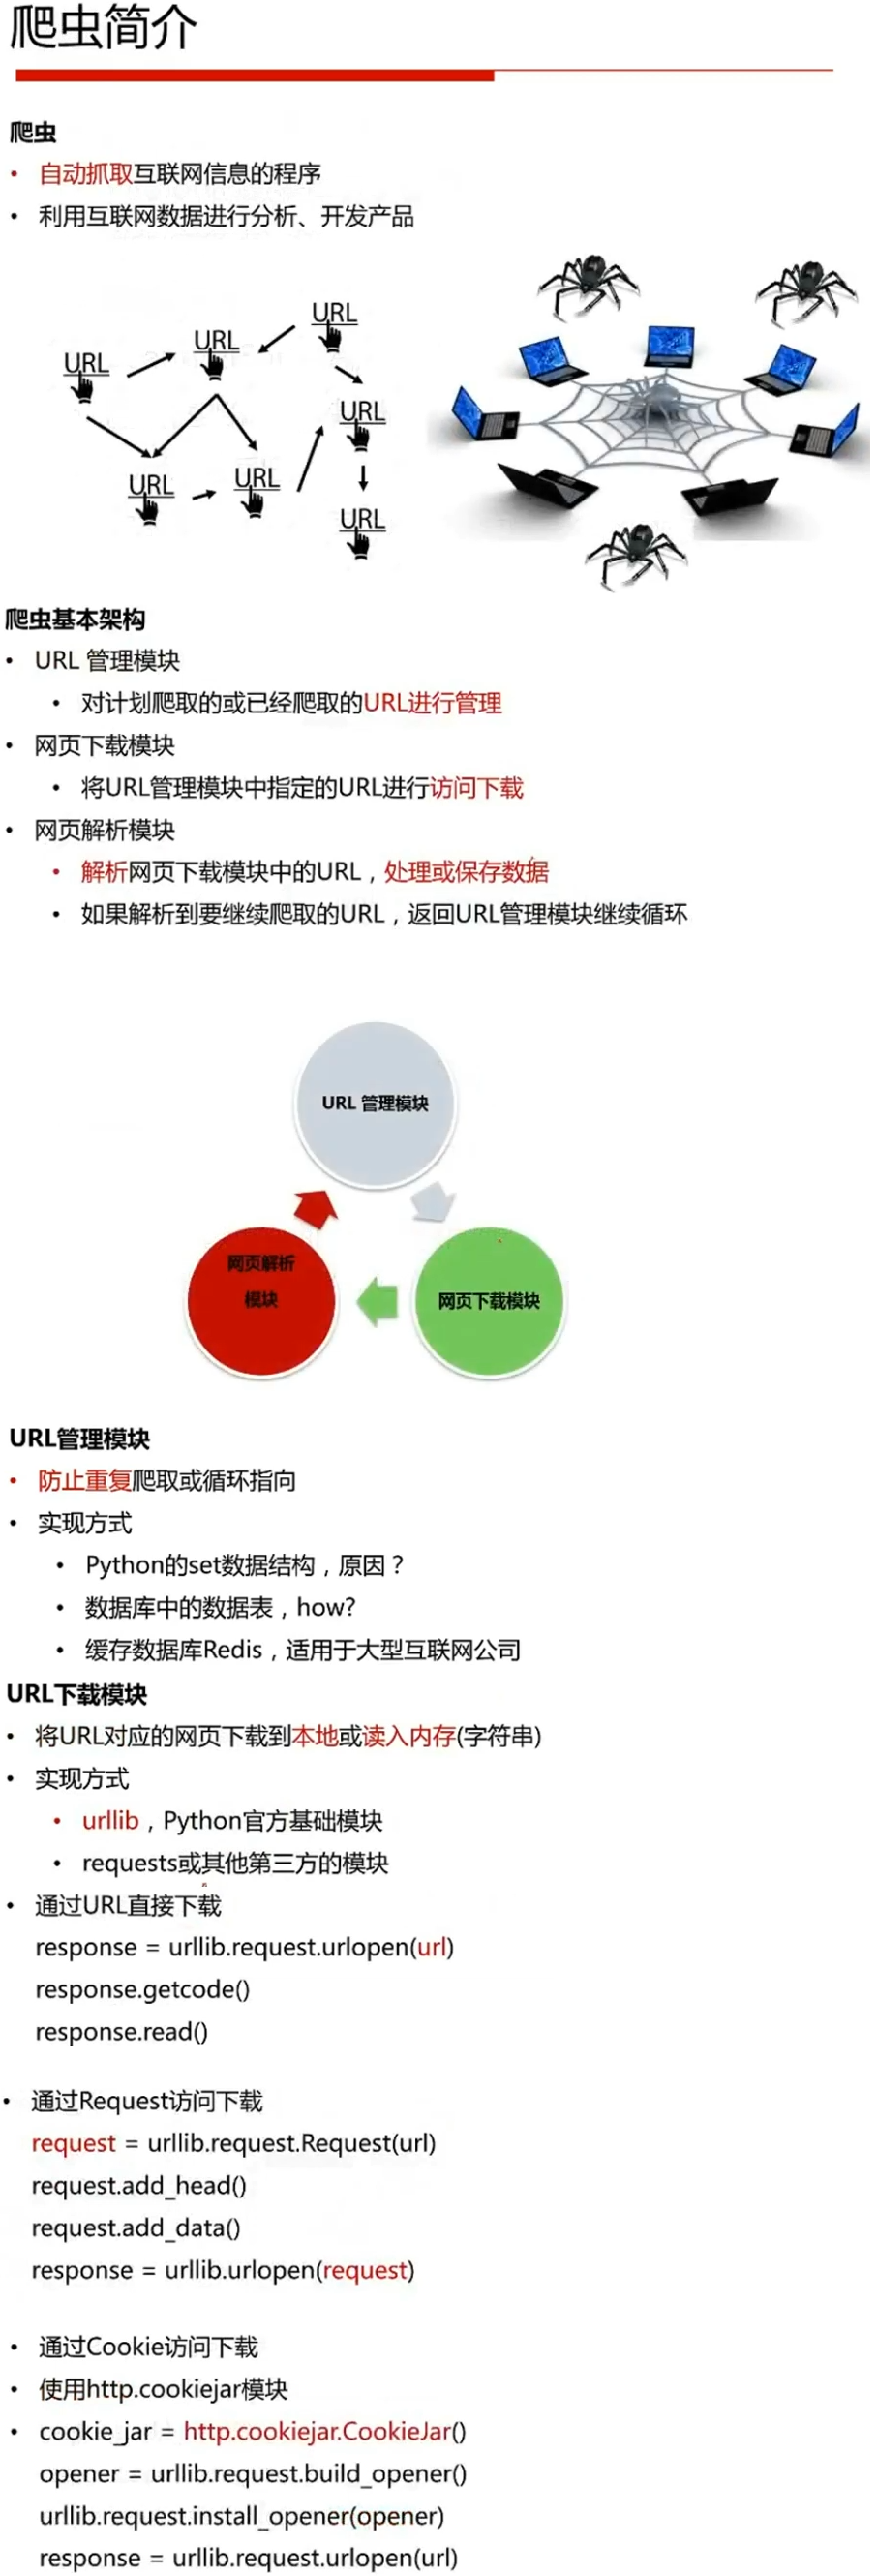 爬虫简介
爬虫
• 自动抓取互联网信息的程序
• 利用互联网数据进行分析、开发产品
URL
URL
URL
URL
URL
URL
URL
爬虫基本架构
• URL 管理模块
• 对计划爬取的或已经爬取的URL进行管理
• 网页下载模块
• 将URL管理模块中指定的URL进行访问下载
• 网页解析模块
• 解析网页下载模块中的URL，处理或保存数据
• 如果解析到要继续爬取的URL，返回URL管理模块继续循环
URL 管理模块
网页解析
模块
网页下载模块
URL管理模块
• 防止重复爬取或循环指向
• 实现方式
• Python的set数据结构，原因？
• 数据库中的数据表，how?
• 缓存数据库Redis，适用于大型互联网公司
URL下载模块
• 将URL对应的网页下载到本地或读入内存(字符串)
• 实现方式
• urllib，Python官方基础模块
• requests或其他第三方的模块
• 通过URL直接下载
response = urllib.request.urlopen(url)
response.getcode()
response.read()
• 通过Request访问下载
request = urllib.request.Request(url)
request.add_head()
request.add_data()
response = urllib.urlopen(request)
• 通过Cookie访问下载
• 使用http.cookiejar模块
• cookie_jar = http.cookiejar.CookieJar()
opener = urllib.request.build_opener()
urllib.request.install_opener(opener)
response = urllib.request.urlopen(url)